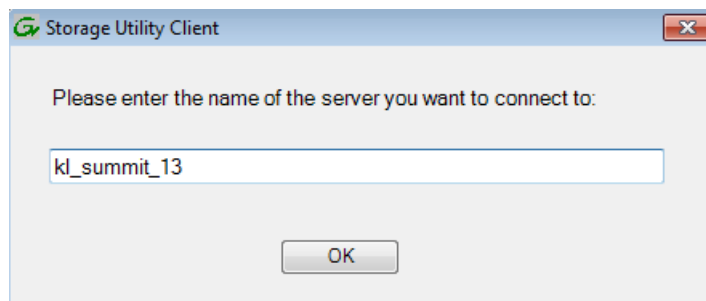 Storage Utility Client
Please enter the name of the server you want to connect to:
kl_summit_13
OK